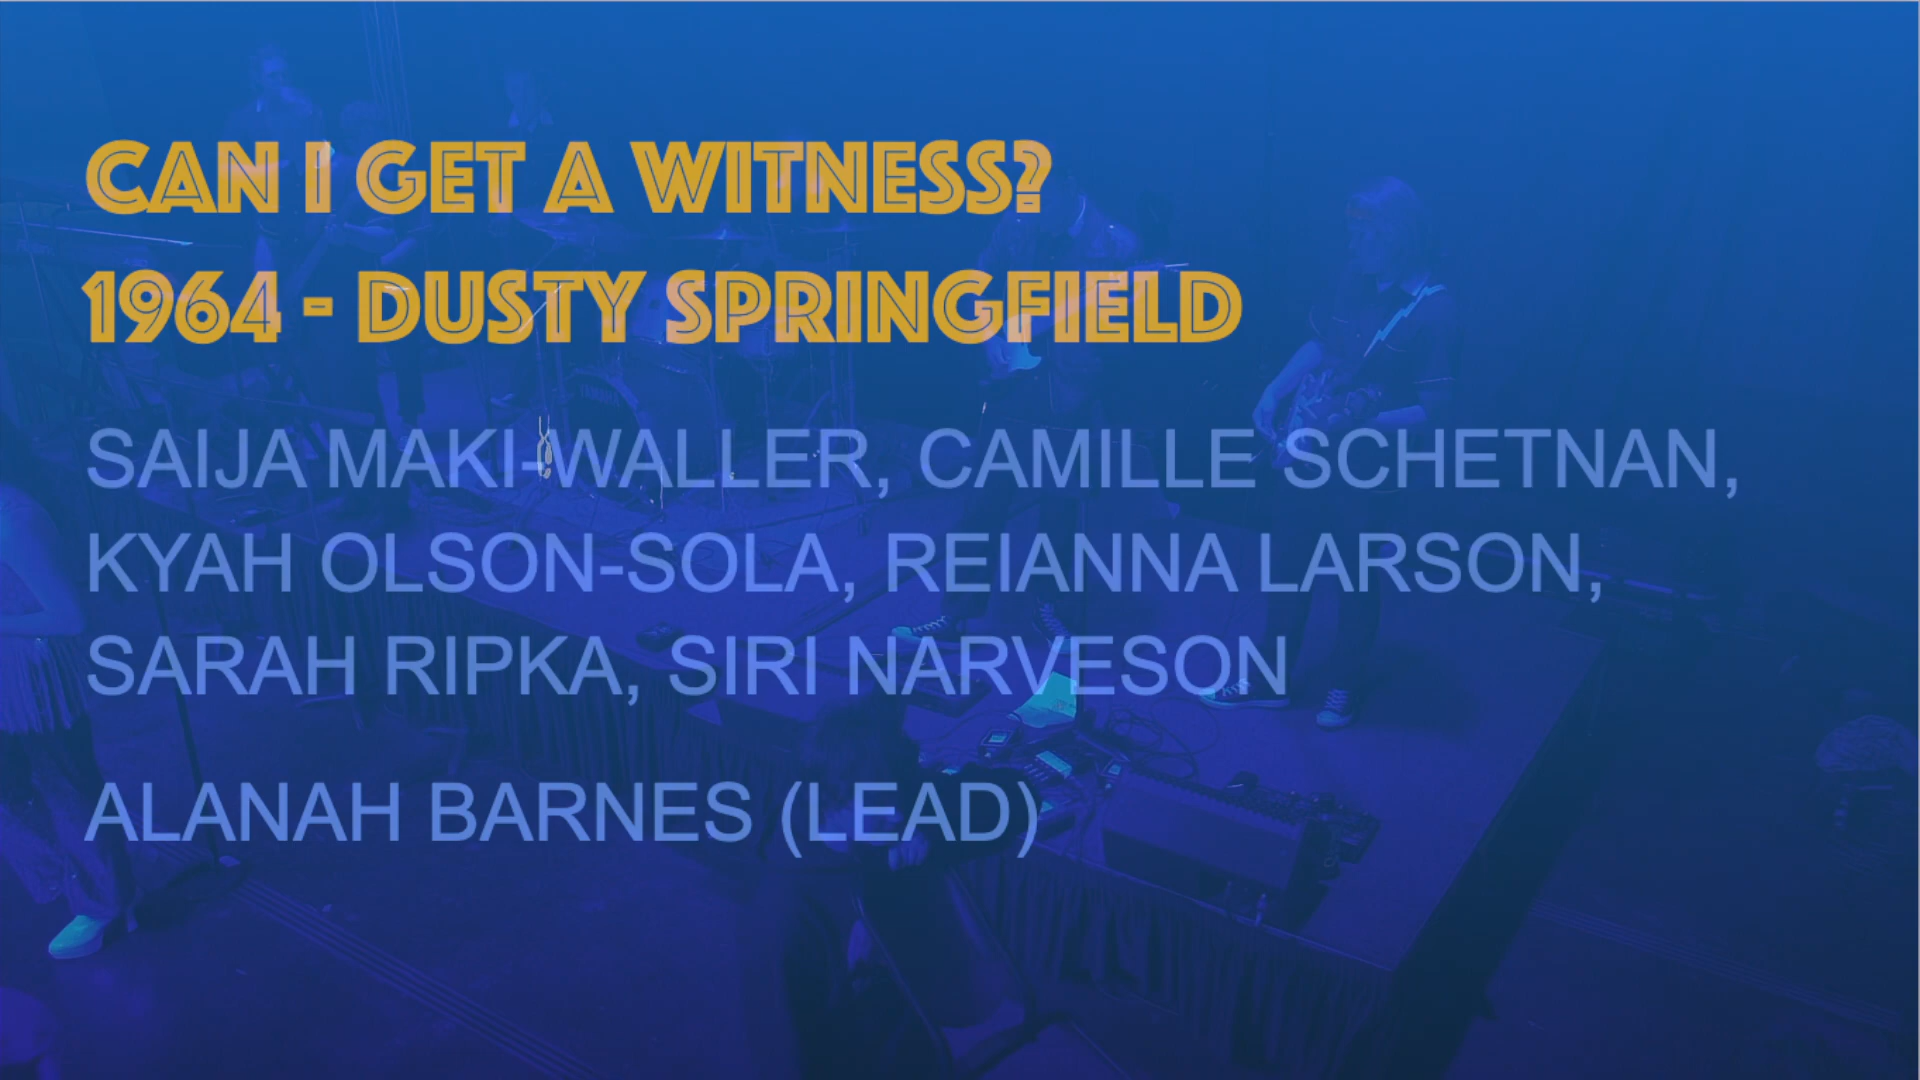 CAN I GET A WITNESS?
1964 - DUSTY SPRINGFIELD
SAIJA MAKI-WALLER, CAMILLE SCHETNAN,
KYAH OLSON-SOLA, REIANNA LARSON,
SARAH RIPKA, SIRI NARVESON
ALANAH BARNES (LEAD)